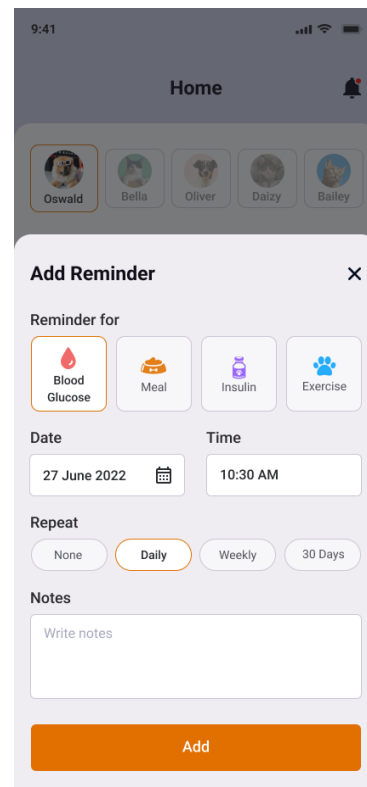 9:41
Home
Oswald
Bella
Oliver
Daizy
Bailey
Add Reminder
Reminder for
Blood
Glucose
Meal
Insulin
Exercise
Date
Time
27 June 2022
10:30 AM
Repeat
None
Daily
Weekly
30 Days
Notes
Write notes
Add